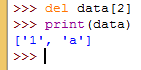 >>> del data[2]
>>> print(data)
['1', 'a']
>>>